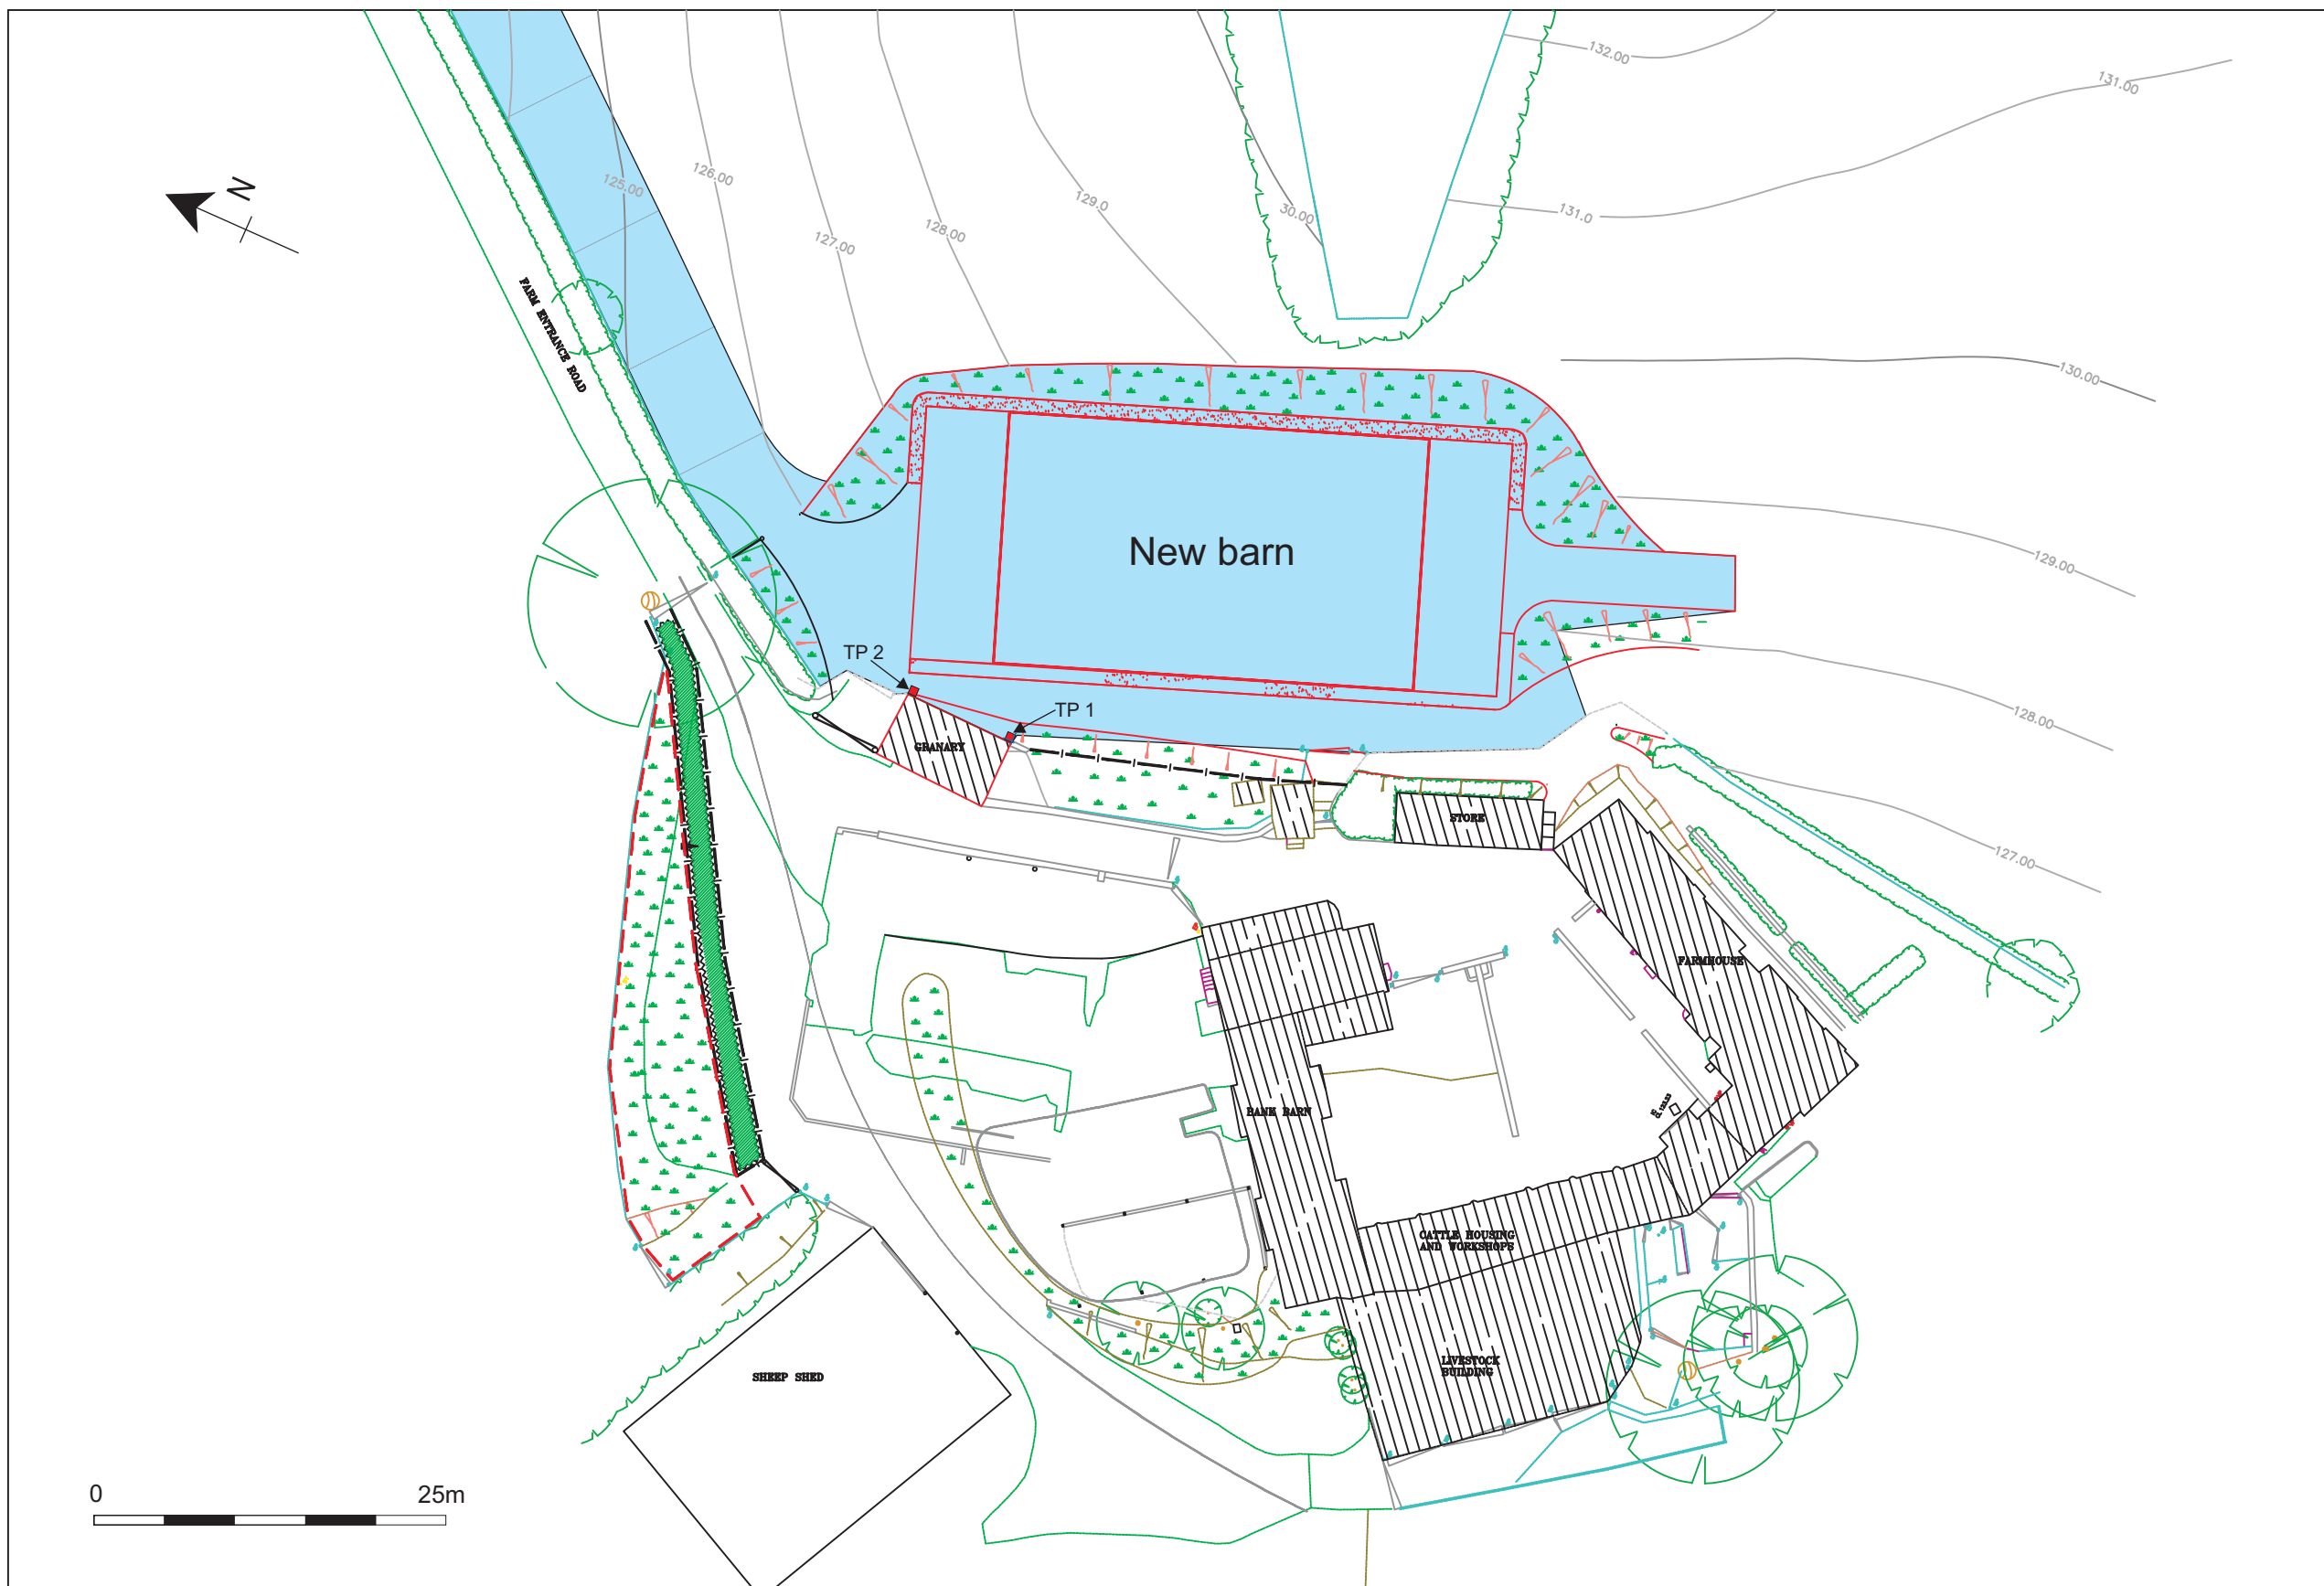 132.00
131.00
N
125.00
126.00
127.00
128.00
129.0
30.00
131.0
FARM ENTRANCE ROAD
130.00
New barn
129.00
TP 2
TP 1
GRANARY
128.00
STORE
127.00
FARMHOUSE
BANK BARN
CATTLE HOUSING
AND WORKSHOPS
LIVESTOCK
BUILDING
SHEEP SHED
0
25m